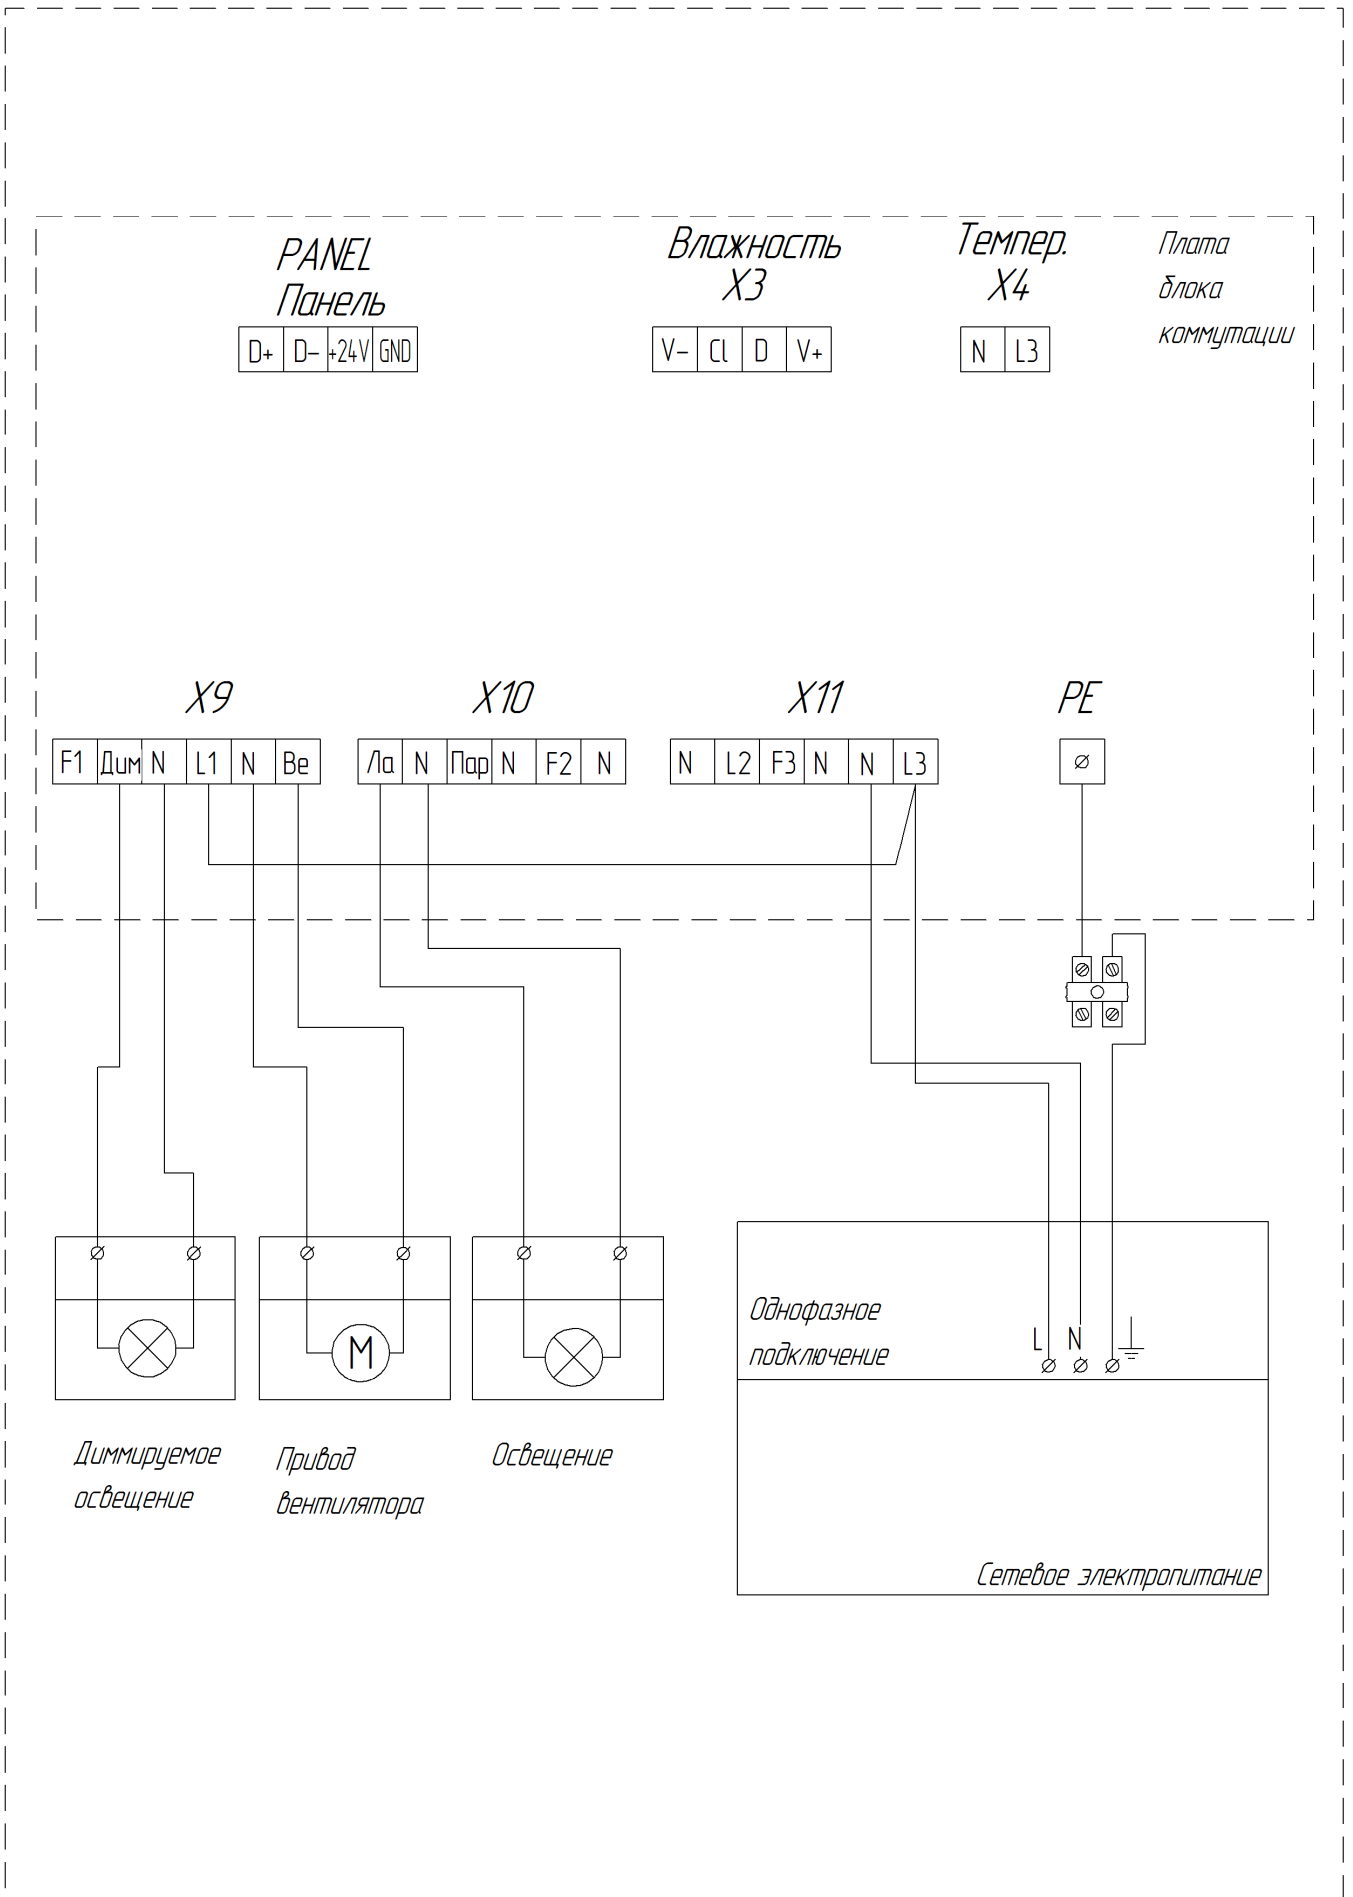 PANEL
Панель
D+ D- +24V GND
Влажность
X3
V- Cl D V+
Темпер.
X4
N L3
Плата
блока
коммутации
X9
F1 Дим N L1 N Ве
X10
Ла N Пар N F2 N
X11
N L2 F3 N N L3
PE
M
Диммируемое
освещение
Привод
вентилятора
Освещение
Однофазное
подключение
L N
Сетевое электропитание